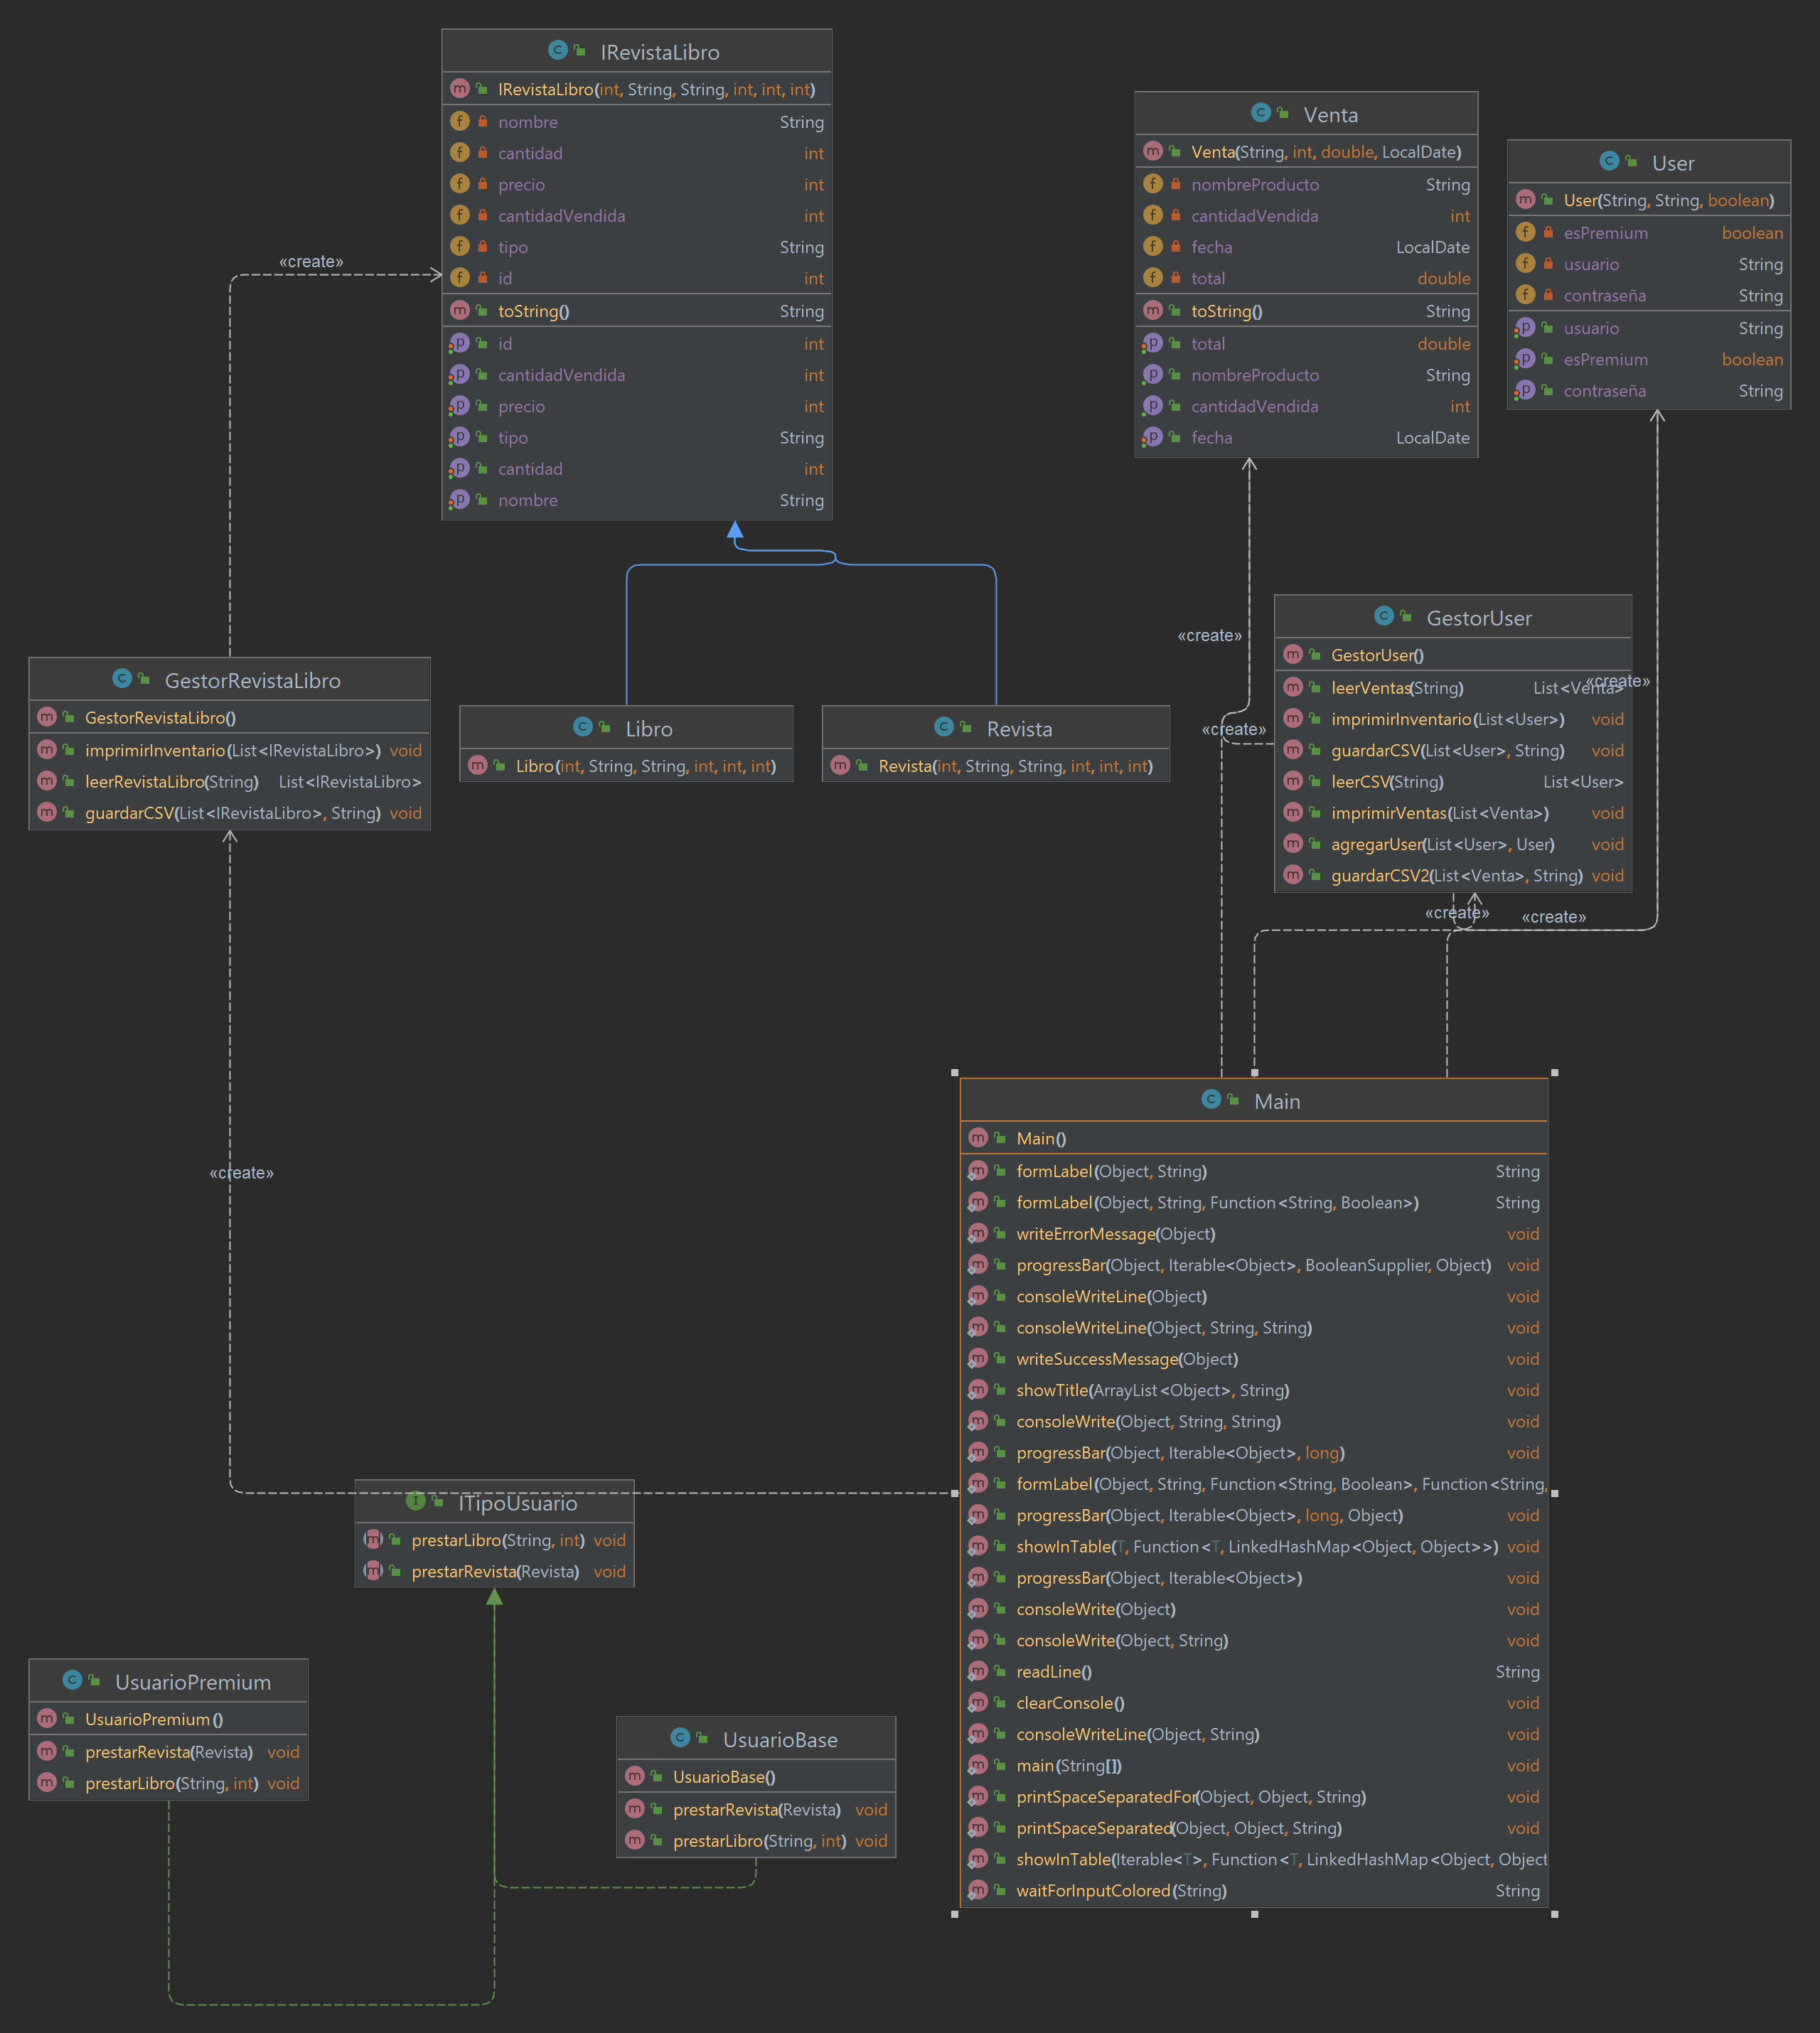 IRevistaLibro
IRevistaLibro(int, String, String, int, int, int)
nombre String
cantidad int
precio int
cantidadVendida int
tipo String
id int
toString() String
id int
cantidadVendida int
precio int
tipo String
cantidad int
nombre String
Venta
Venta(String, int, double, LocalDate)
nombreProducto String
cantidadVendida int
fecha LocalDate
total double
toString() String
total double
nombreProducto String
cantidadVendida int
fecha LocalDate
User
User(String, String, boolean)
esPremium boolean
usuario String
contraseña String
usuario String
esPremium boolean
contraseña String
«create»
GestorRevistaLibro
GestorRevistaLibro()
imprimirInventario(List<IRevistaLibro>) void
leerRevistaLibro(String) List<IRevistaLibro>
guardarCSV(List<IRevistaLibro>, String) void
Libro
Libro(int, String, String, int, int, int)
Revista
Revista(int, String, String, int, int, int)
«create»
«create»
GestorUser
GestorUser()
leerVentas(String) List<Venta>
«create»
imprimirInventario(List<User>) void
guardarCSV(List<User>, String) void
leerCSV(String) List<User>
imprimirVentas(List<Venta>) void
agregarUser(List<User>, User) void
guardarCSV2(List<Venta>, String) void
«create»
«create»
«create»
Main
Main()
formLabel(Object, String) String
formLabel(Object, String, Function<String, Boolean>) String
writeErrorMessage(Object) void
progressBar(Object, Iterable<Object>, BooleanSupplier, Object) void
consoleWriteLine(Object) void
consoleWriteLine(Object, String, String) void
writeSuccessMessage(Object) void
showTitle(ArrayList<Object>, String) void
consoleWrite(Object, String, String) void
progressBar(Object, Iterable<Object>, long) void
formLabel(Object, String, Function<String, Boolean>, Function<String,
progressBar(Object, Iterable<Object>, long, Object) void
showInTable(T, Function<T, LinkedHashMap<Object, Object>>) void
progressBar(Object, Iterable<Object>) void
consoleWrite(Object) void
consoleWrite(Object, String) void
readLine() String
clearConsole() void
consoleWriteLine(Object, String) void
main(String[]) void
printSpaceSeparatedFor(Object, Object, String) void
printSpaceSeparated(Object, Object, String) void
showInTable(Iterable<T>, Function<T, LinkedHashMap<Object, Object
waitForInputColored(String) String
ITipoUsuario
prestarLibro(String, int) void
prestarRevista(Revista) void
UsuarioPremium
UsuarioPremium()
prestarRevista(Revista) void
prestarLibro(String, int) void
UsuarioBase
UsuarioBase()
prestarRevista(Revista) void
prestarLibro(String, int) void